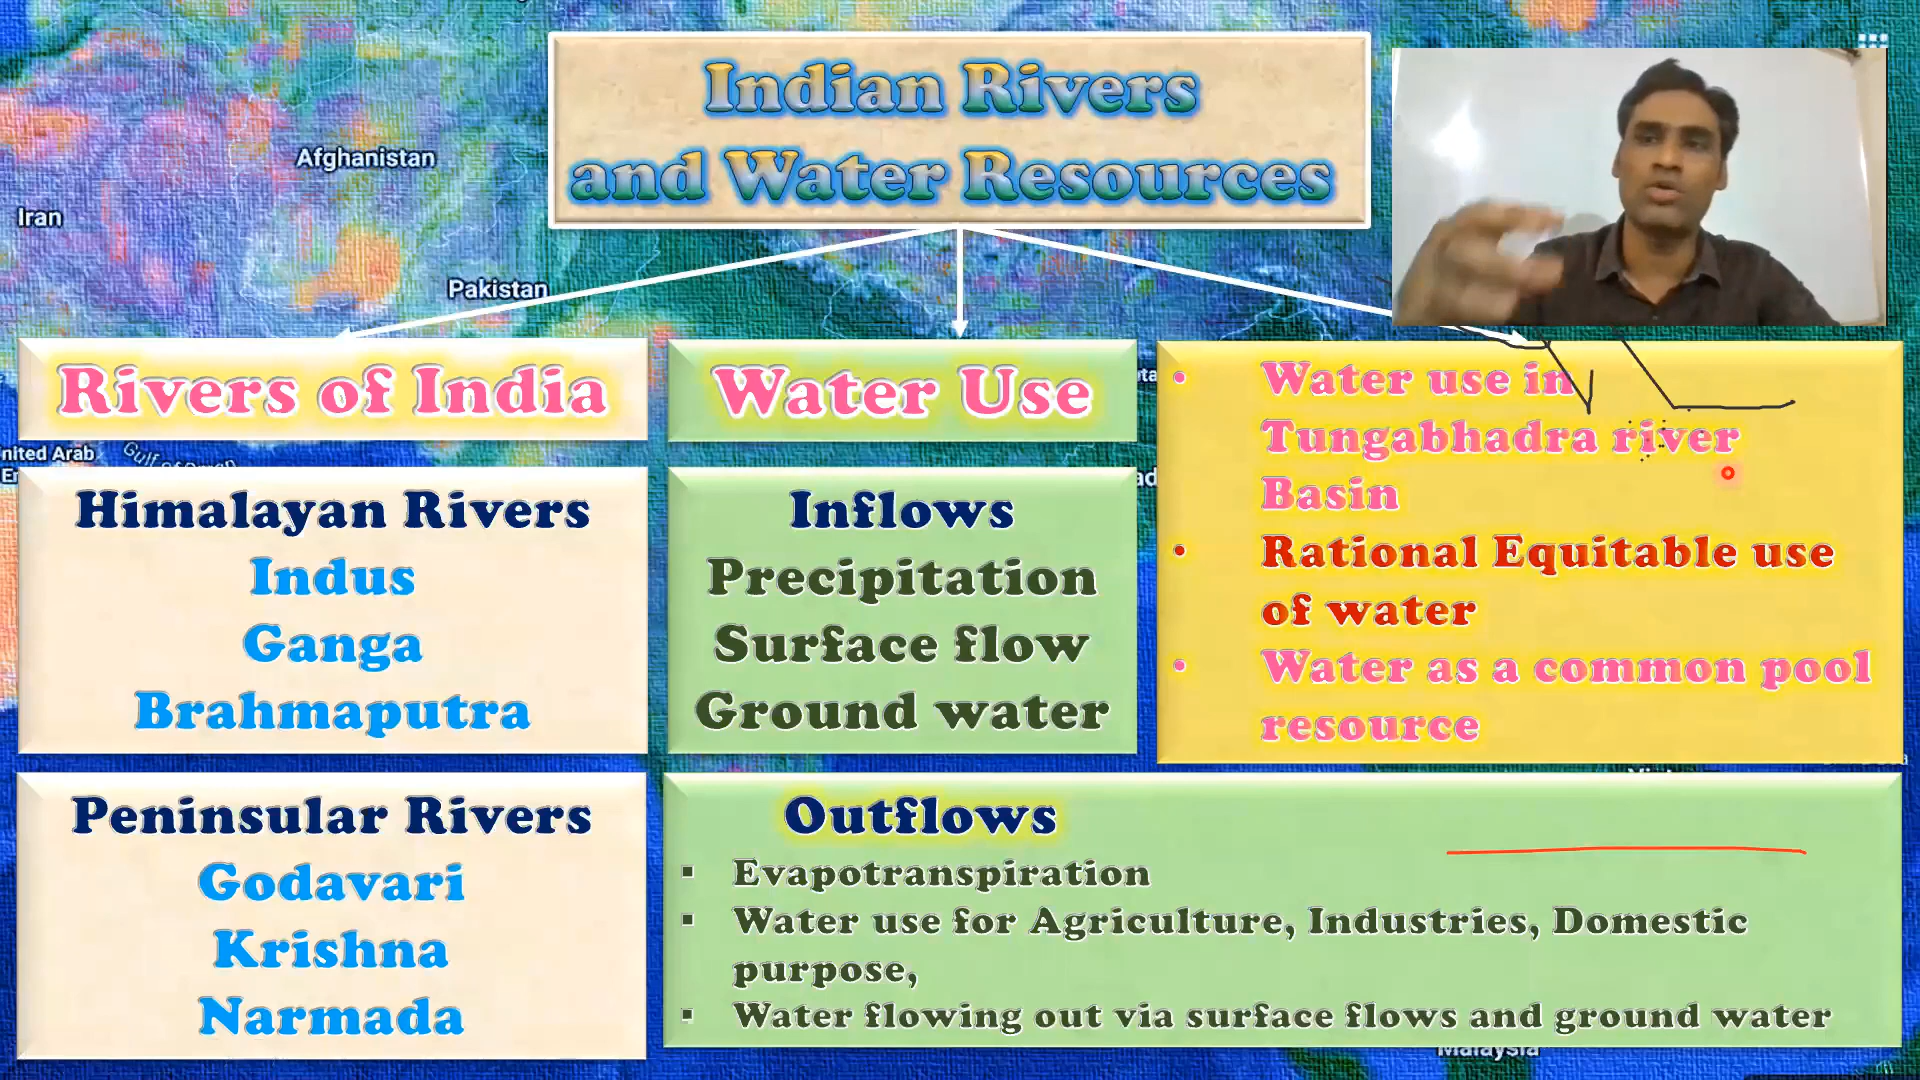 Indian Rivers
and Water Resources
Afghanistan
Iran
Pakistan
nited Arab
Rivers of India
Himalayan Rivers
Indus
Ganga
Brahmaputra
Peninsular Rivers
Godavari
Krishna
Narmada
Water Use
Inflows
Precipitation
Surface flow
Ground water
• Water use in
Tungabhadra river
Basin
• Rational Equitable use
of water
• Water as a common pool
resource
Outflows
▪ Evapotranspiration
▪ Water use for Agriculture, Industries, Domestic
purpose,
▪ Water flowing out via surface flows and ground water
Malaysia